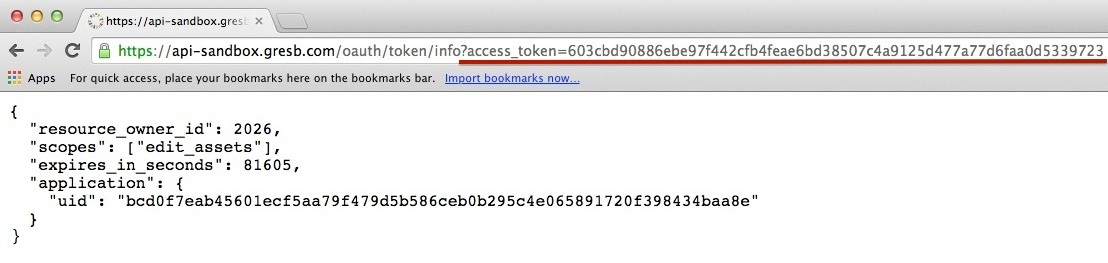 https://api-sandbox.gresb
https://api-sandbox.gresb.com/oauth/token/info?access_token=603cbd90886ebe97f442cfb4feae6bd38507c4a9125d477a77d6faa0d5339723
Apps For quick access, place your bookmarks here on the bookmarks bar. Import bookmarks now...
{
"resource_owner_id": 2026,
"scopes": ["edit_assets"],
"expires_in_seconds": 81605,
"application": {
"uid": "bcd0f7eab45601ecf5aa79f479d5b586ceb0b295c4e065891720f398434baa8e"
}
}